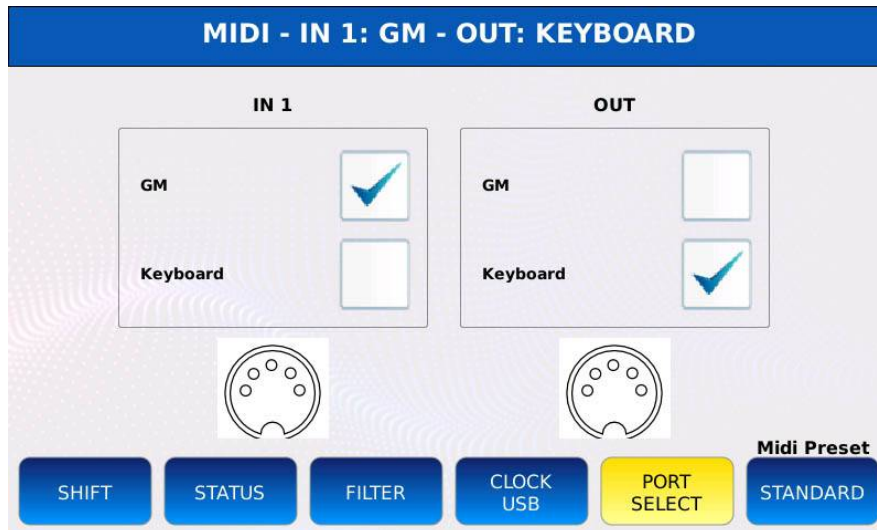 MIDI - IN 1: GM - OUT: KEYBOARD
IN 1
OUT
GM
GM
Keyboard
Keyboard
Midi Preset
SHIFT
STATUS
FILTER
CLOCK
USB
PORT
SELECT
STANDARD